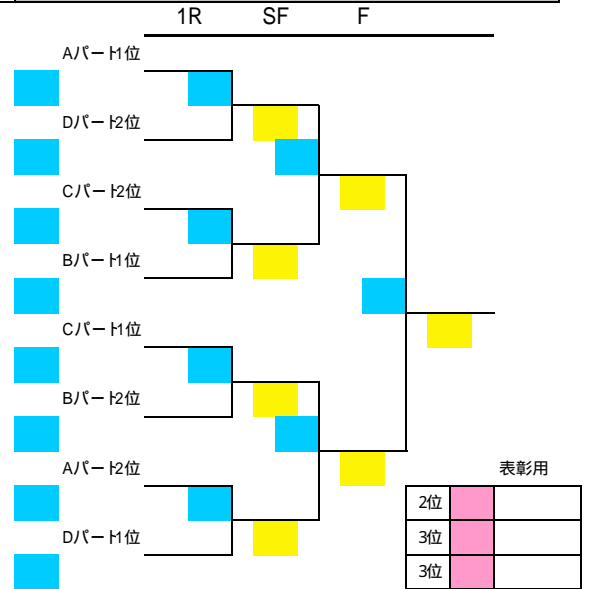 1R SF F
Aパート1位
Dパート2位
Cパート2位
Bパート1位
Cパート1位
Bパート2位
Aパート2位
Dパート1位
表彰用
2位
3位
3位